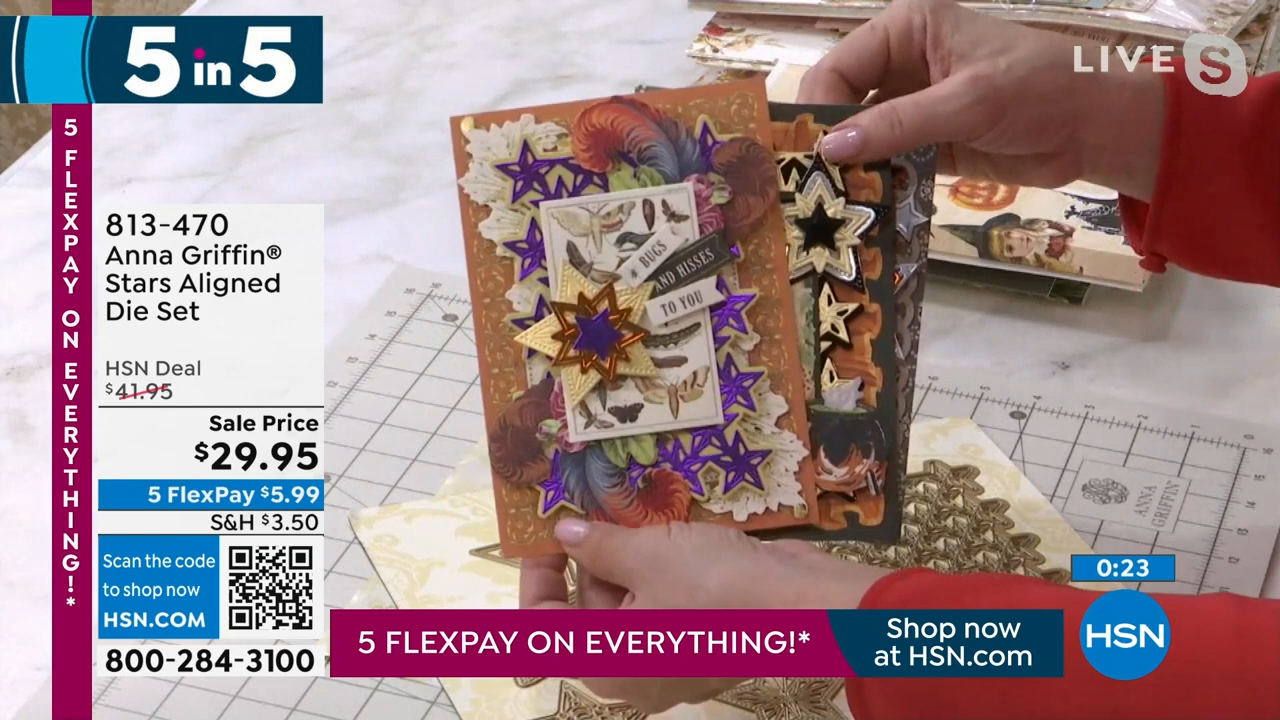 5 in 5
LIVE S
5 FLEXPAY ON EVERYTHING!*
813-470
Anna Griffin®
Stars Aligned
Die Set
HSN Deal
$41.95
Sale Price
$29.95
5 FlexPay $5.99
S&H $3.50
Scan the code
to shop now
HSN.COM
800-284-3100
BUGS
AND HISSES
TO YOU
ANNA
GRIFFIN
0:23
5 FLEXPAY ON EVERYTHING!*
Shop now
at HSN.com
HSN